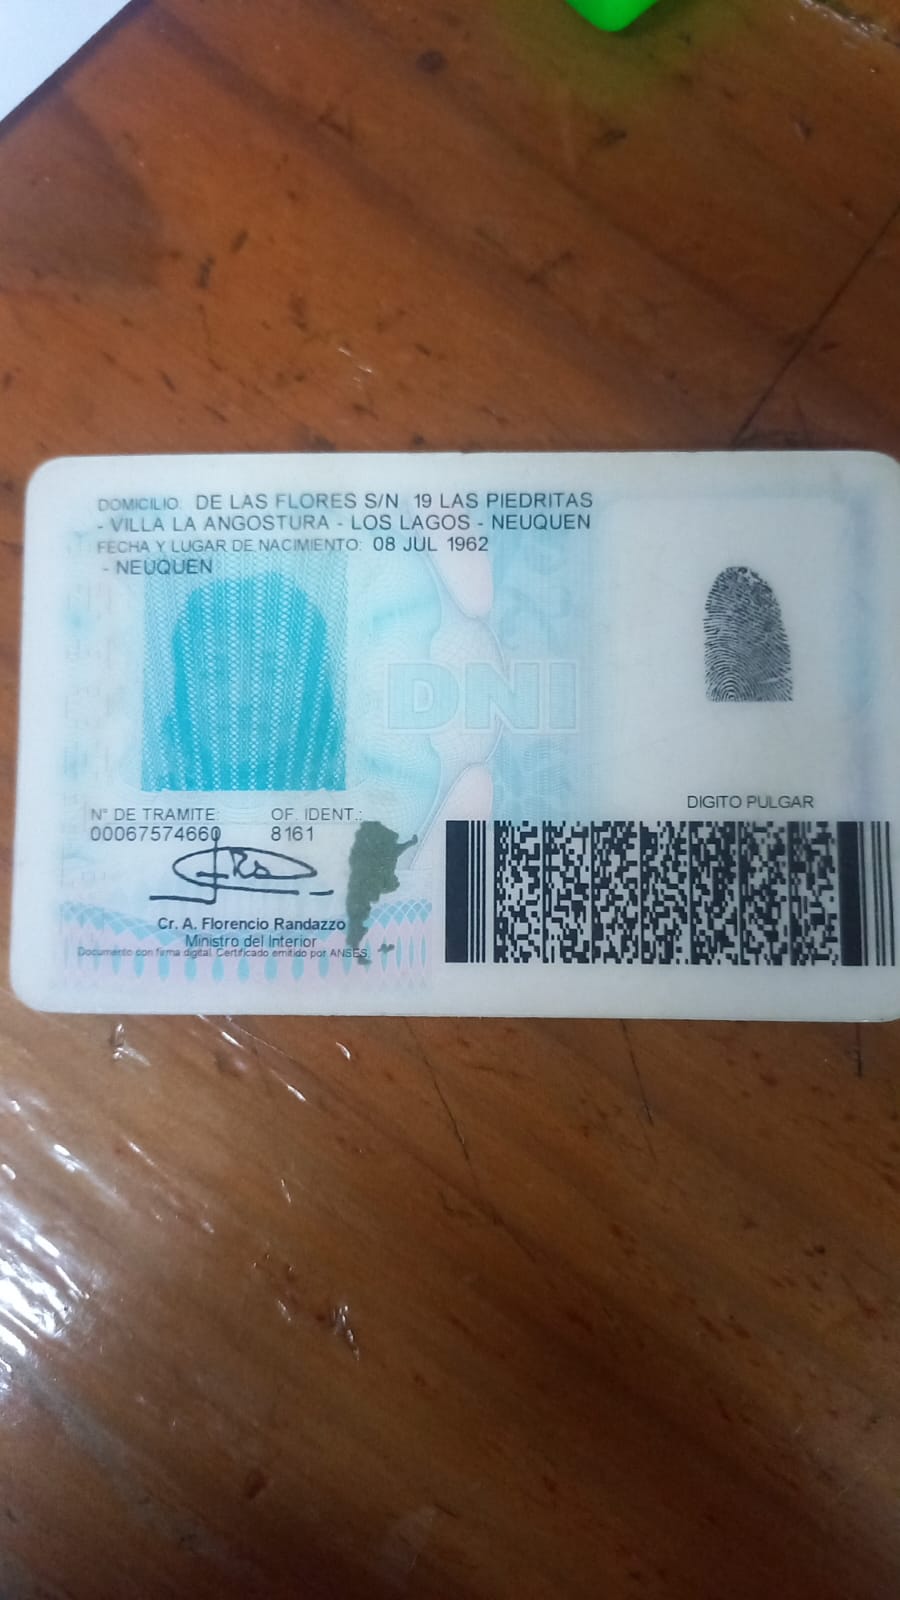 DOMICILIO: DE LAS FLORES S/N 19 LAS PIEDRITAS
- VILLA LA ANGOSTURA - LOS LAGOS - NEUQUEN
FECHA Y LUGAR DE NACIMIENTO: 08 JUL 1962
- NEUQUEN
DNI
DIGITO PULGAR
N° DE TRAMITE: OF. IDENT.:
00067574660 8161
Cr. A. Florencio Randazzo
Ministro del Interior
Documento con firma digital. Certificado emitido por ANSES